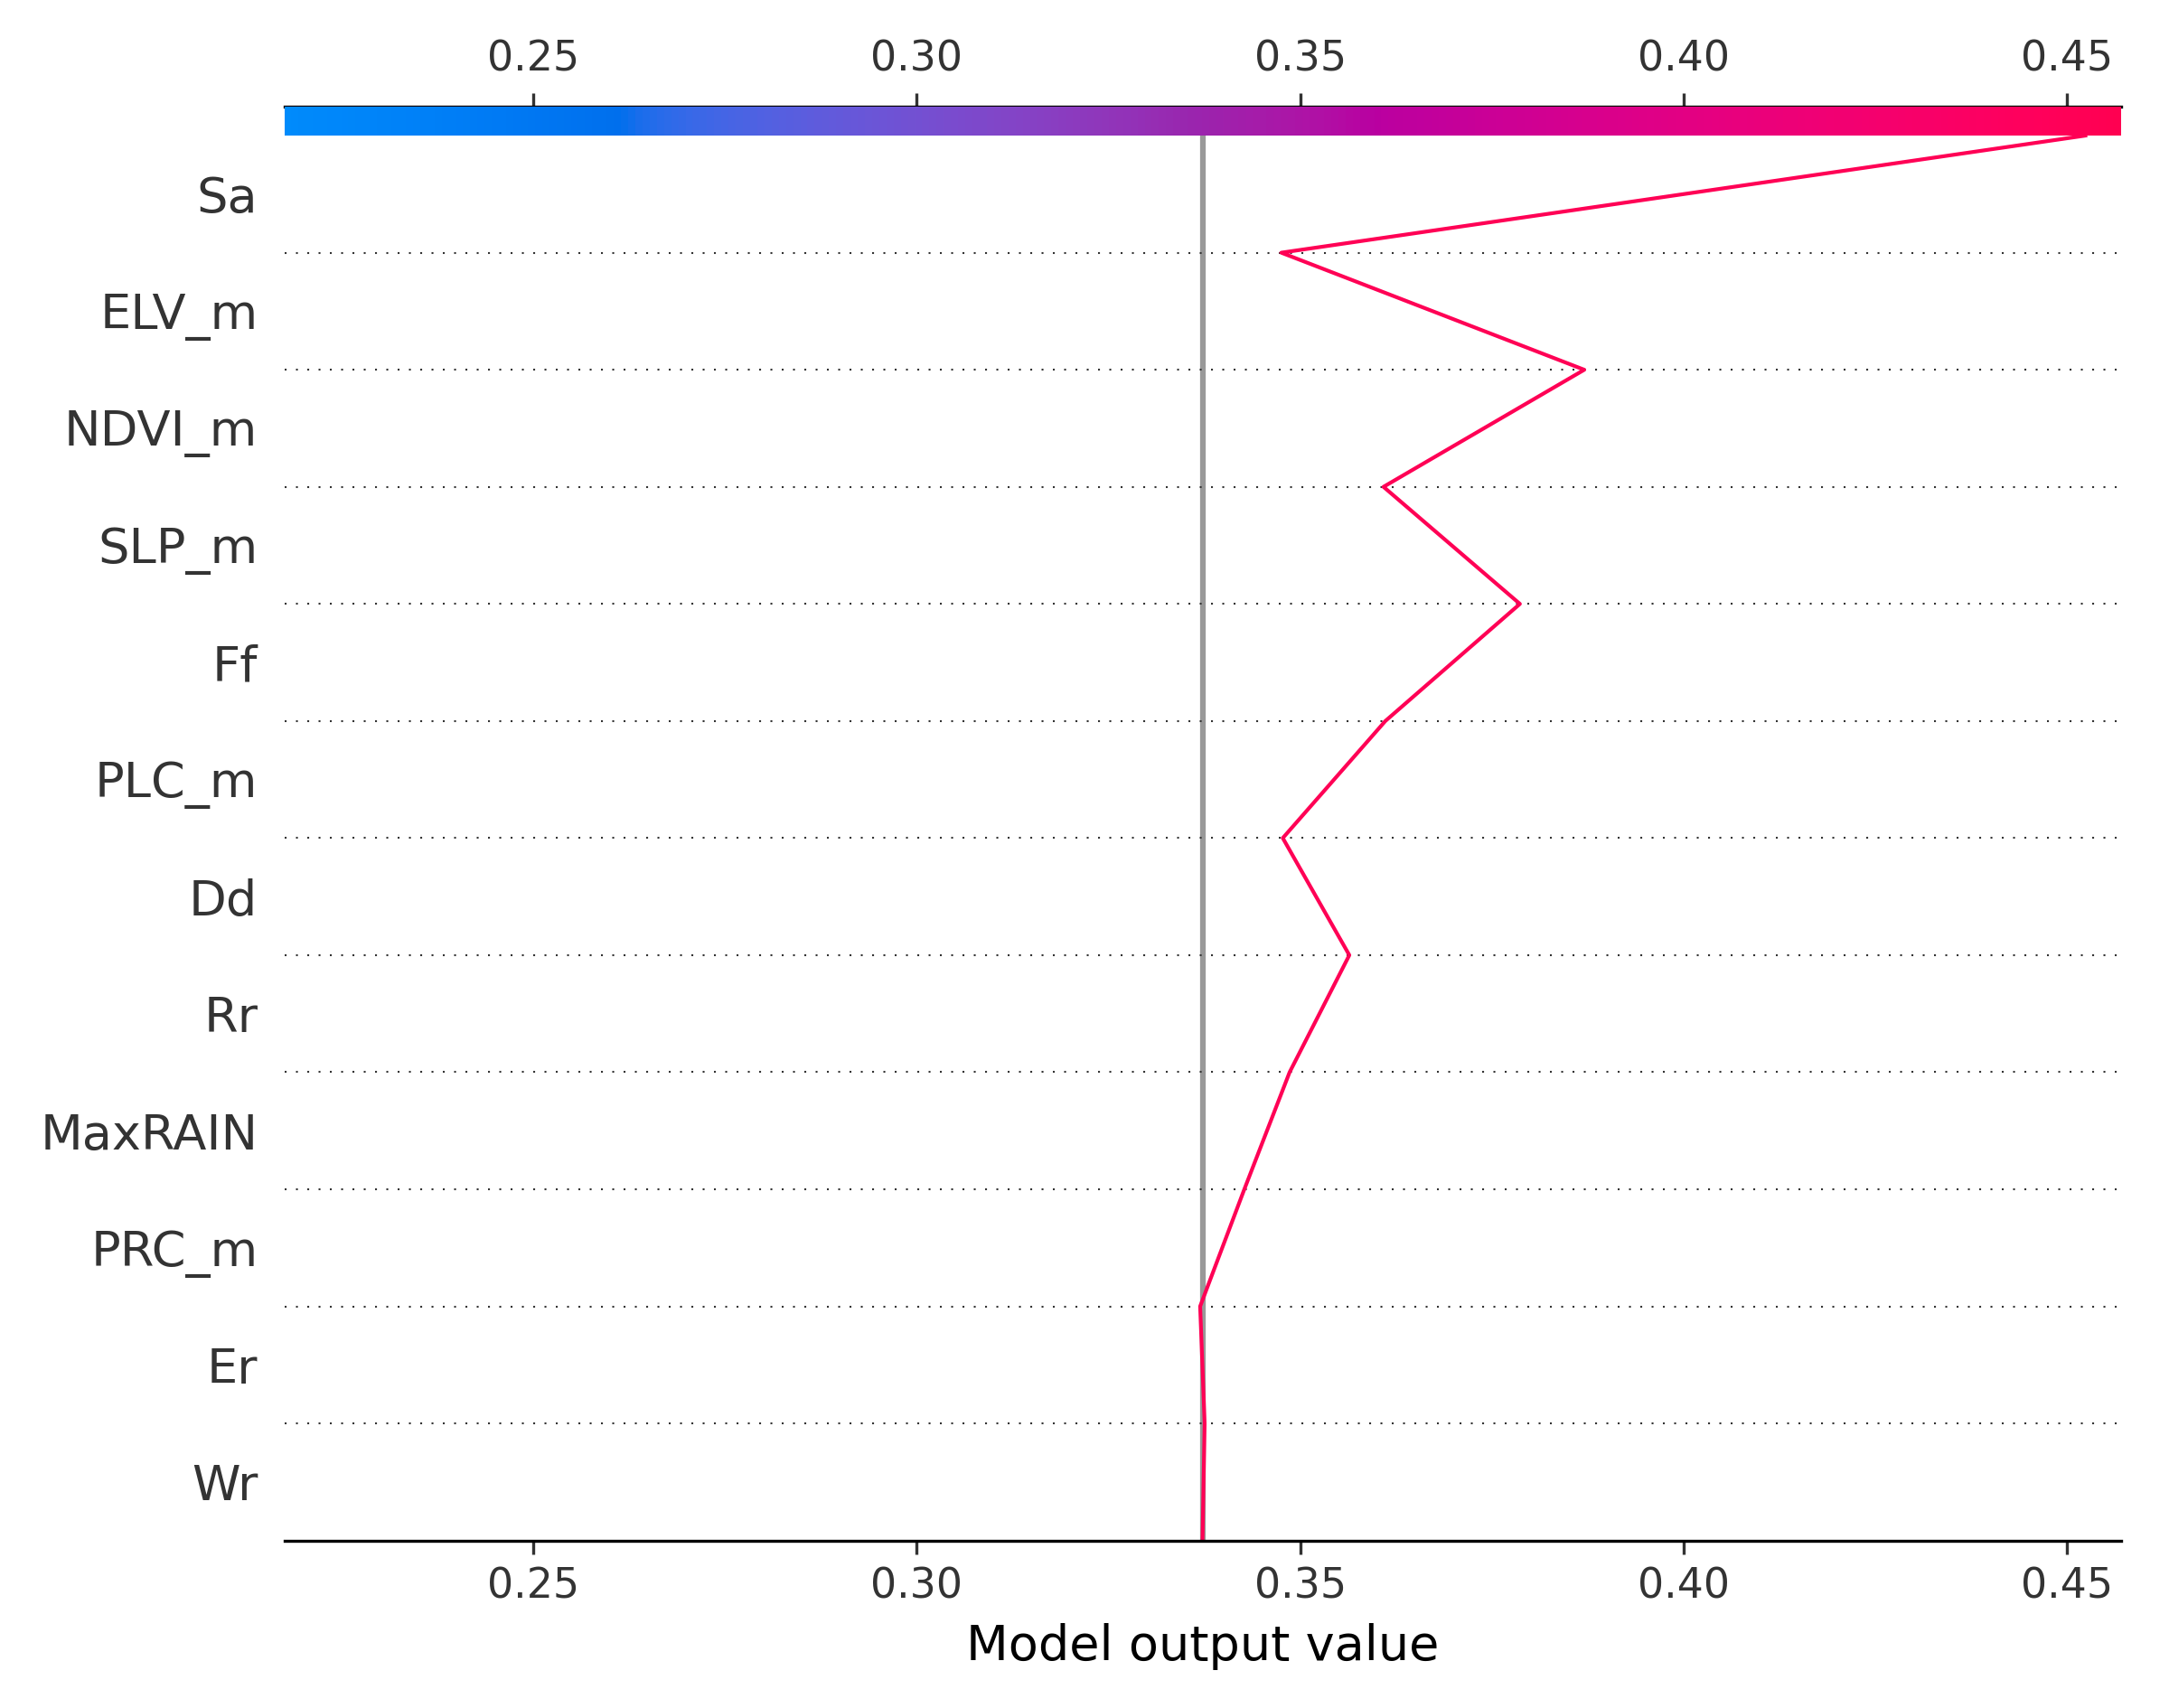 0.25 0.30 0.35 0.40 0.45
Sa
ELV_m
NDVI_m
SLP_m
Ff
PLC_m
Dd
Rr
MaxRAIN
PRC_m
Er
Wr
0.25 0.30 0.35 0.40 0.45
Model output value